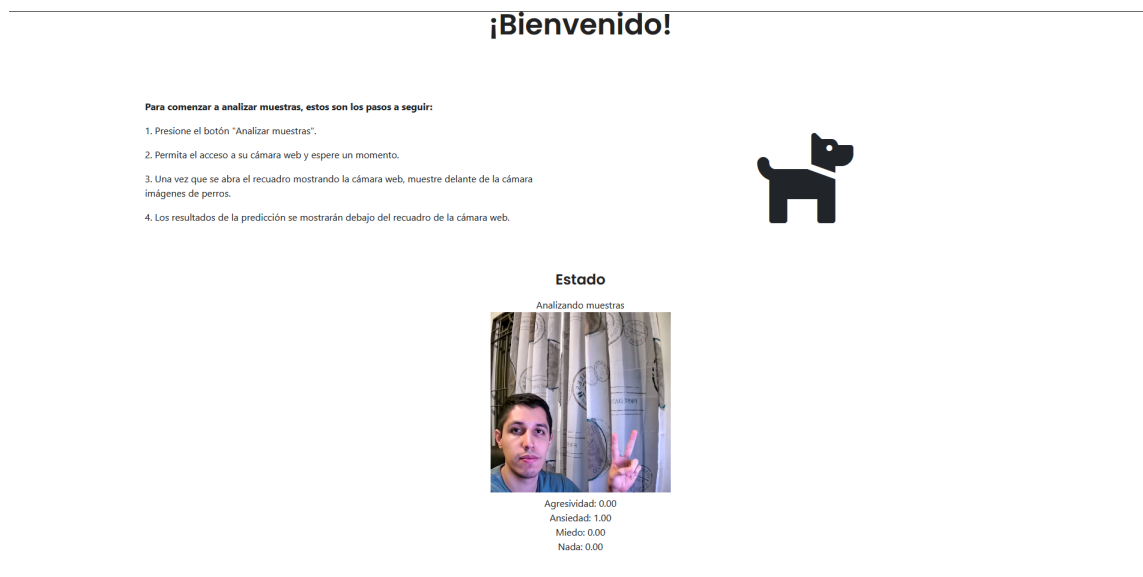 ¡Bienvenido!
Para comenzar a analizar muestras, estos son los pasos a seguir:
1. Presione el botón "Analizar muestras".
2. Permita el acceso a su cámara web y espere un momento.
3. Una vez que se abra el recuadro mostrando la cámara web, muestre delante de la cámara
imágenes de perros.
4. Los resultados de la predicción se mostrarán debajo del recuadro de la cámara web.
Estado
Analizando muestras
Agresividad: 0.00
Ansiedad: 1.00
Miedo: 0.00
Nada: 0.00